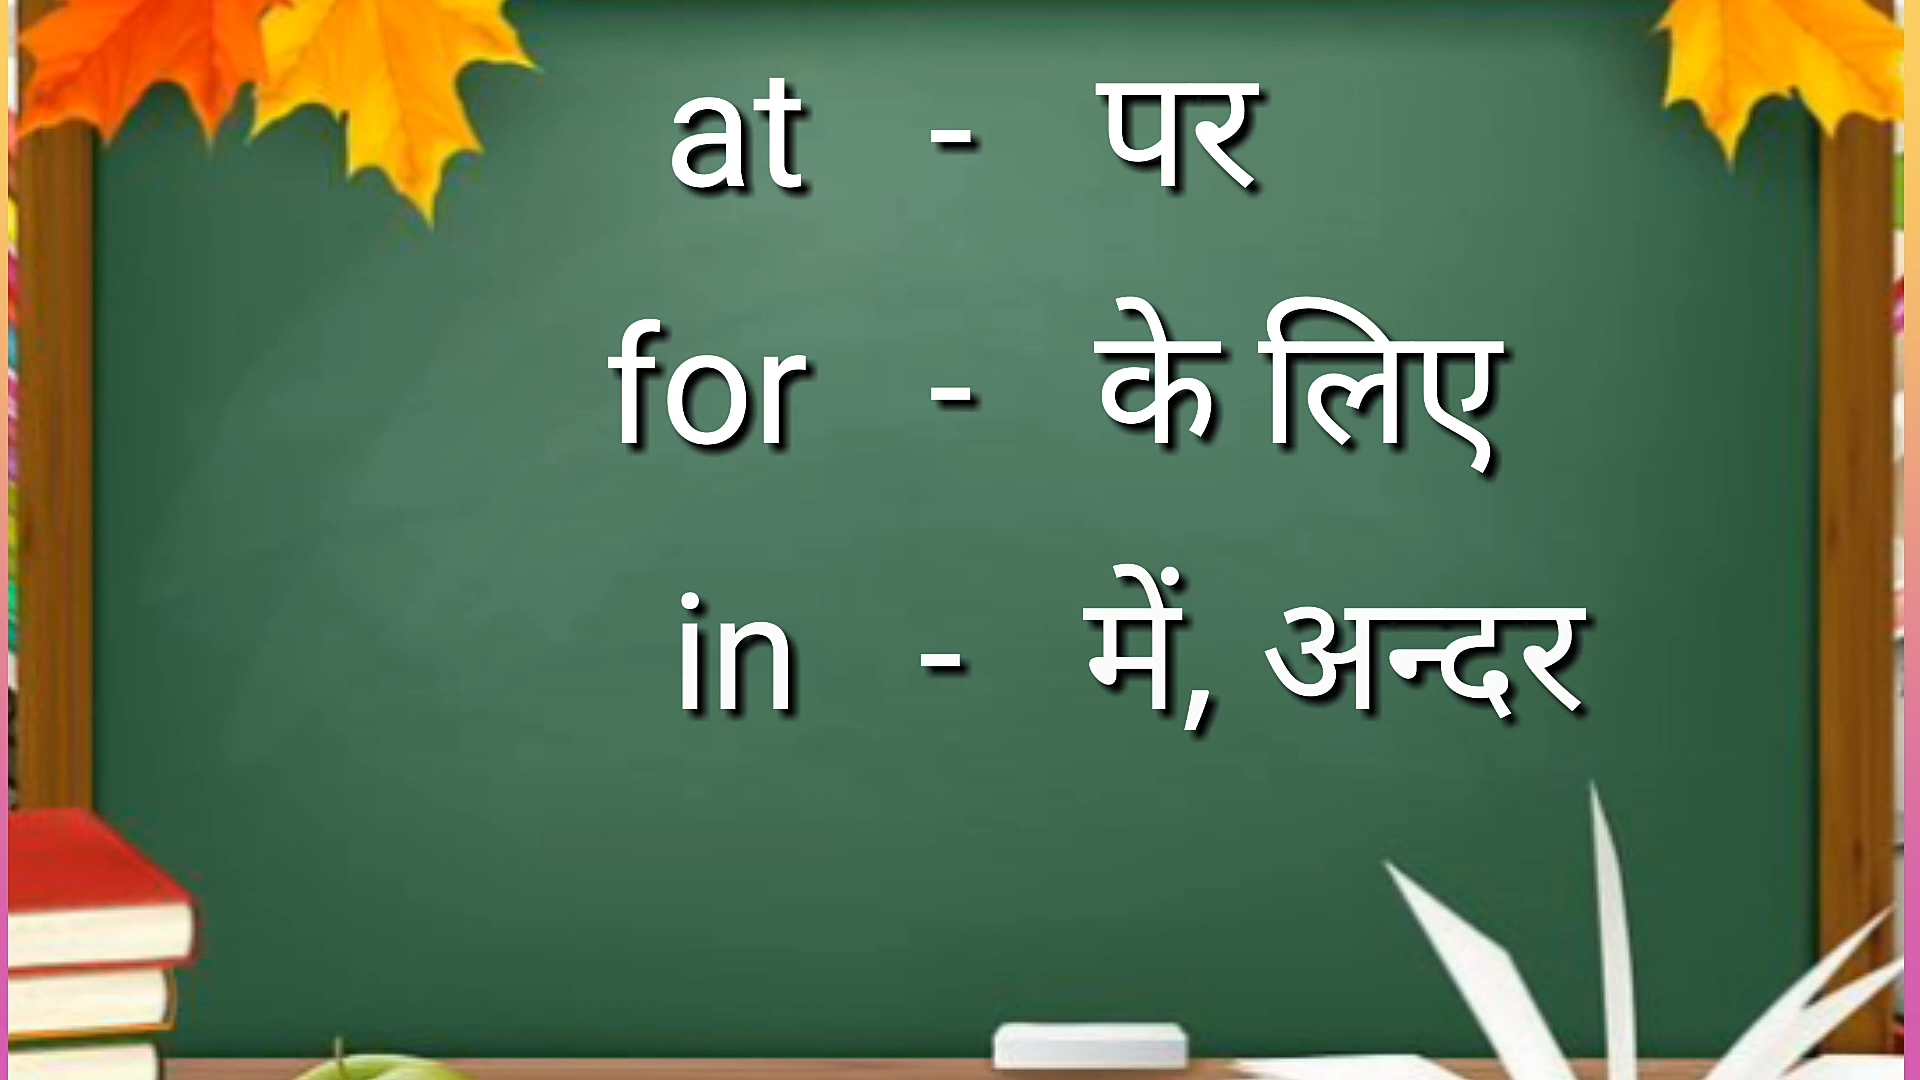 at - पर
for - के लिए
in - में, अन्दर